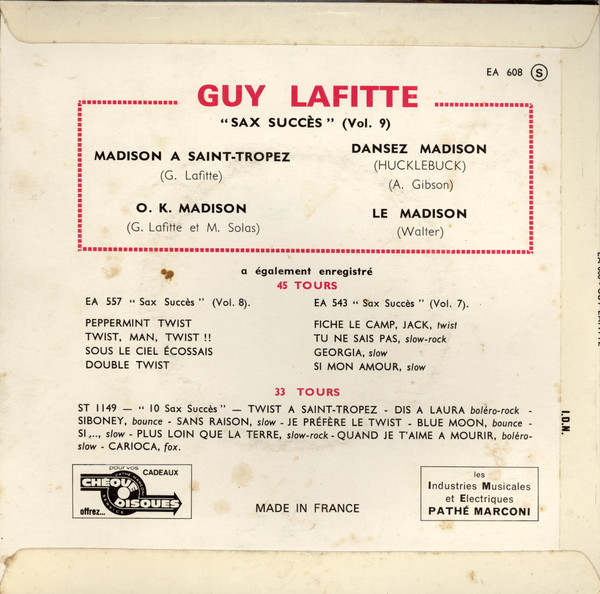 EA 608 S
GUY LAFITTE
“SAX SUCCÈS” (Vol. 9)
MADISON A SAINT-TROPEZ
(G. Lafitte)
DANSEZ MADISON
(HUCKLEBUCK)
(A. Gibson)
O. K. MADISON
(G. Lafitte et M. Solas)
LE MADISON
(Walter)
a également enregistré
45 TOURS
EA 557 “Sax Succès” (Vol. 8).
PEPPERMINT TWIST
TWIST, MAN, TWIST !!
SOUS LE CIEL ÉCOSSAIS
DOUBLE TWIST
EA 543 “Sax Succès” (Vol. 7).
FICHE LE CAMP, JACK, twist
TU NE SAIS PAS, slow-rock
GEORGIA, slow
SI MON AMOUR, slow
33 TOURS
ST 1149 — “10 Sax Succès” — TWIST A SAINT-TROPEZ - DIS A LAURA boléro-rock -
SIBONEY, bounce - SANS RAISON, slow - JE PRÉFÈRE LE TWIST - BLUE MOON, bounce -
SI ,.., slow - PLUS LOIN QUE LA TERRE, slow-rock - QUAND JE T'AIME A MOURIR, boléro-
slow - CARIOCA, fox.
pour vos CADEAUX
CHÈQUE
DISQUES
offrez...
MADE IN FRANCE
les
Industries Musicales
et Electriques
PATHÉ MARCONI
I.D.N.